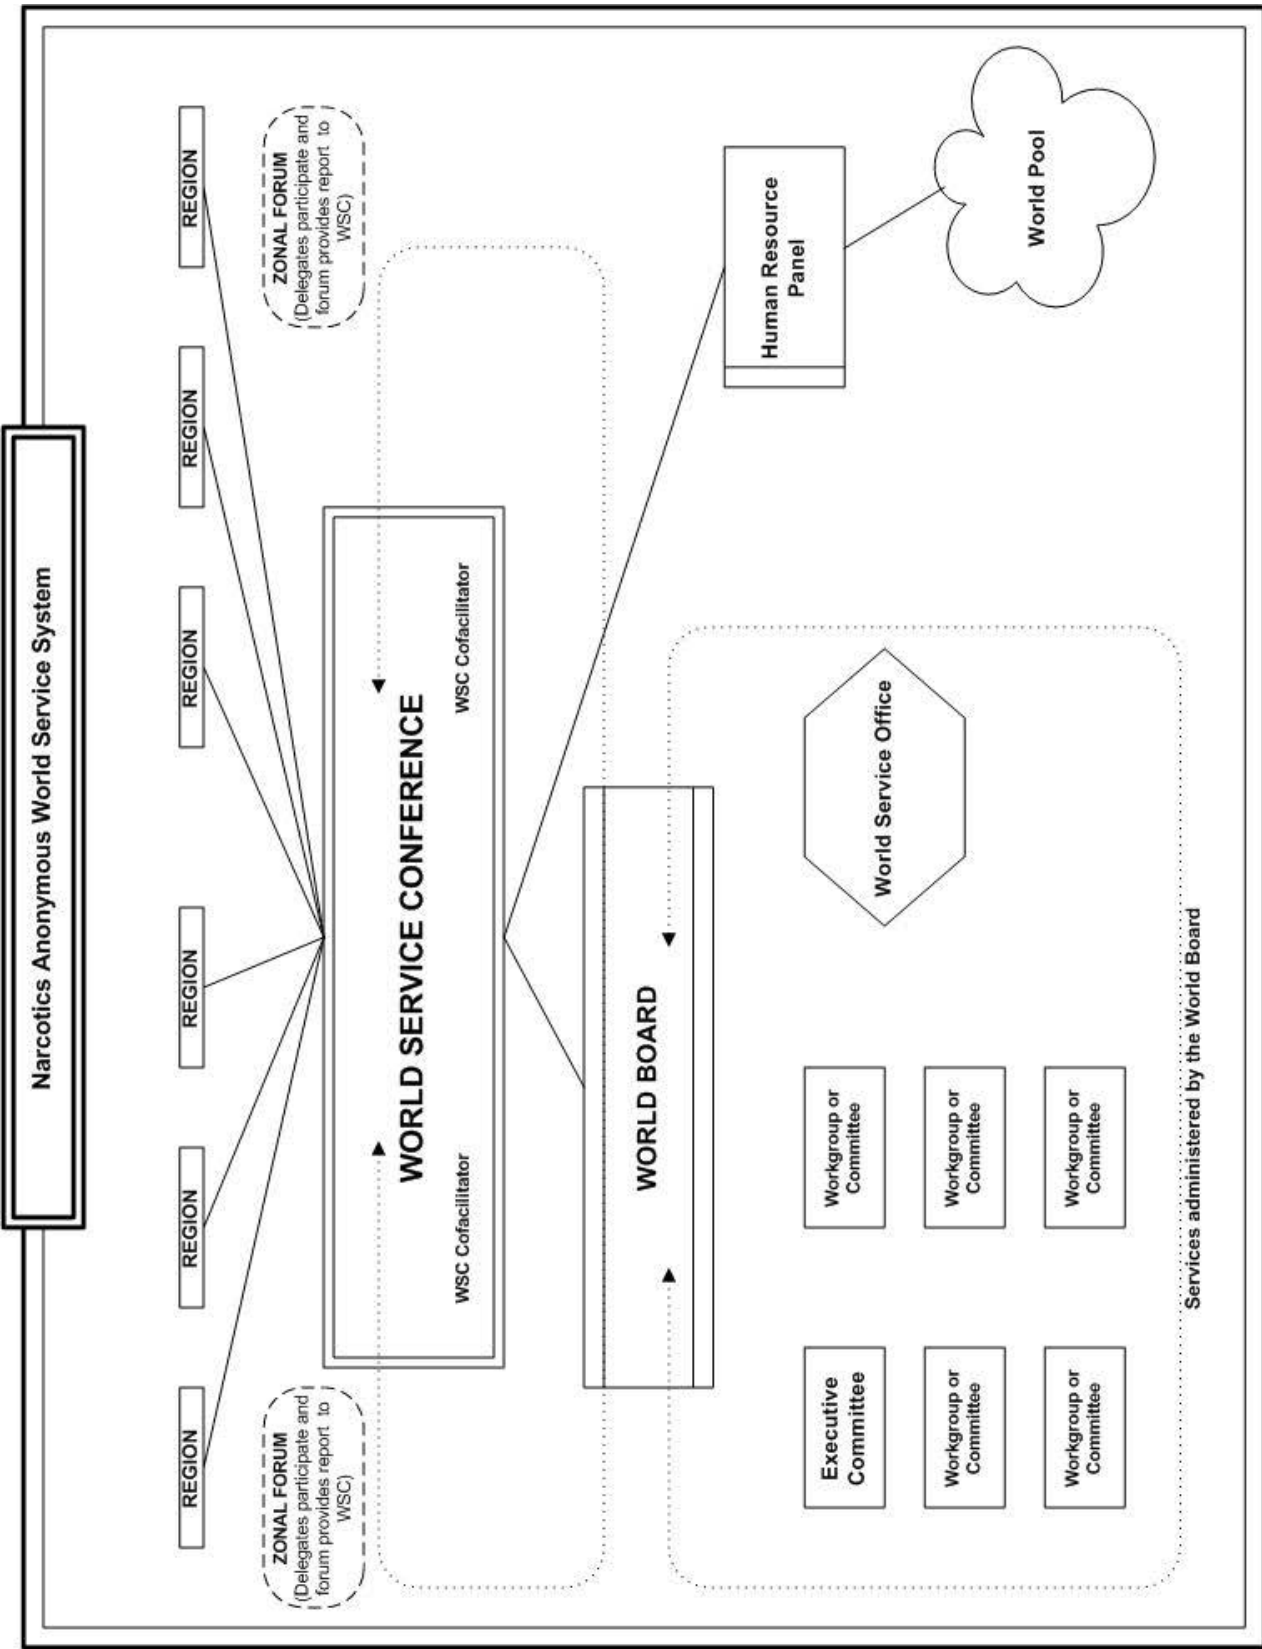 Narcotics Anonymous World Service System
REGION
REGION
REGION
REGION
REGION
REGION
ZONAL FORUM
(Delegates participate and
forum provides report to
WSC)
ZONAL FORUM
(Delegates participate and
forum provides report to
WSC)
WORLD SERVICE CONFERENCE
WSC Cofacilitator
WSC Cofacilitator
WORLD BOARD
Human Resource
Panel
World Pool
Executive
Committee
Workgroup or
Committee
World Service Office
Workgroup or
Committee
Workgroup or
Committee
Workgroup or
Committee
Workgroup or
Committee
Services administered by the World Board